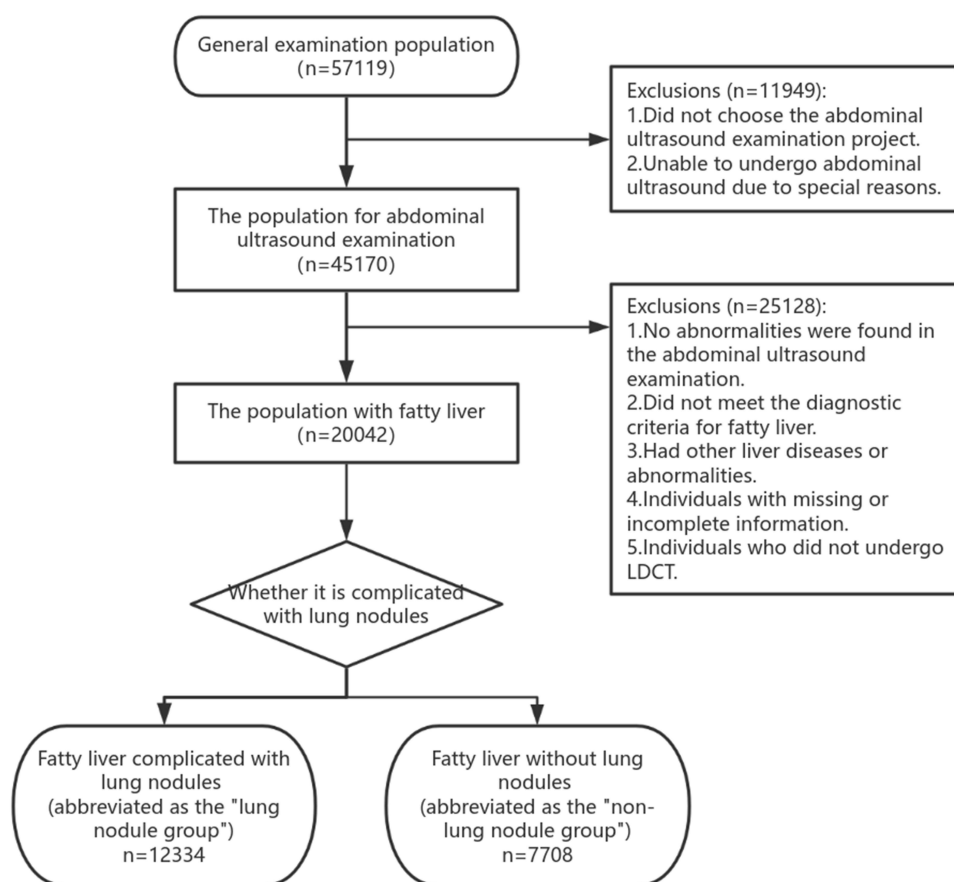 General examination population
(n=57119)
Exclusions (n=11949):
1.Did not choose the abdominal
ultrasound examination project.
2.Unable to undergo abdominal
ultrasound due to special reasons.
The population for abdominal
ultrasound examination
(n=45170)
Exclusions (n=25128):
1.No abnormalities were found in
the abdominal ultrasound
examination.
2.Did not meet the diagnostic
criteria for fatty liver.
3.Had other liver diseases or
abnormalities.
4.Individuals with missing or
incomplete information.
5.Individuals who did not undergo
LDCT.
The population with fatty liver
(n=20042)
Whether it is complicated
with lung nodules
Fatty liver complicated with
lung nodules
(abbreviated as the "lung
nodule group")
n=12334
Fatty liver without lung
nodules
(abbreviated as the "non-
lung nodule group")
n=7708